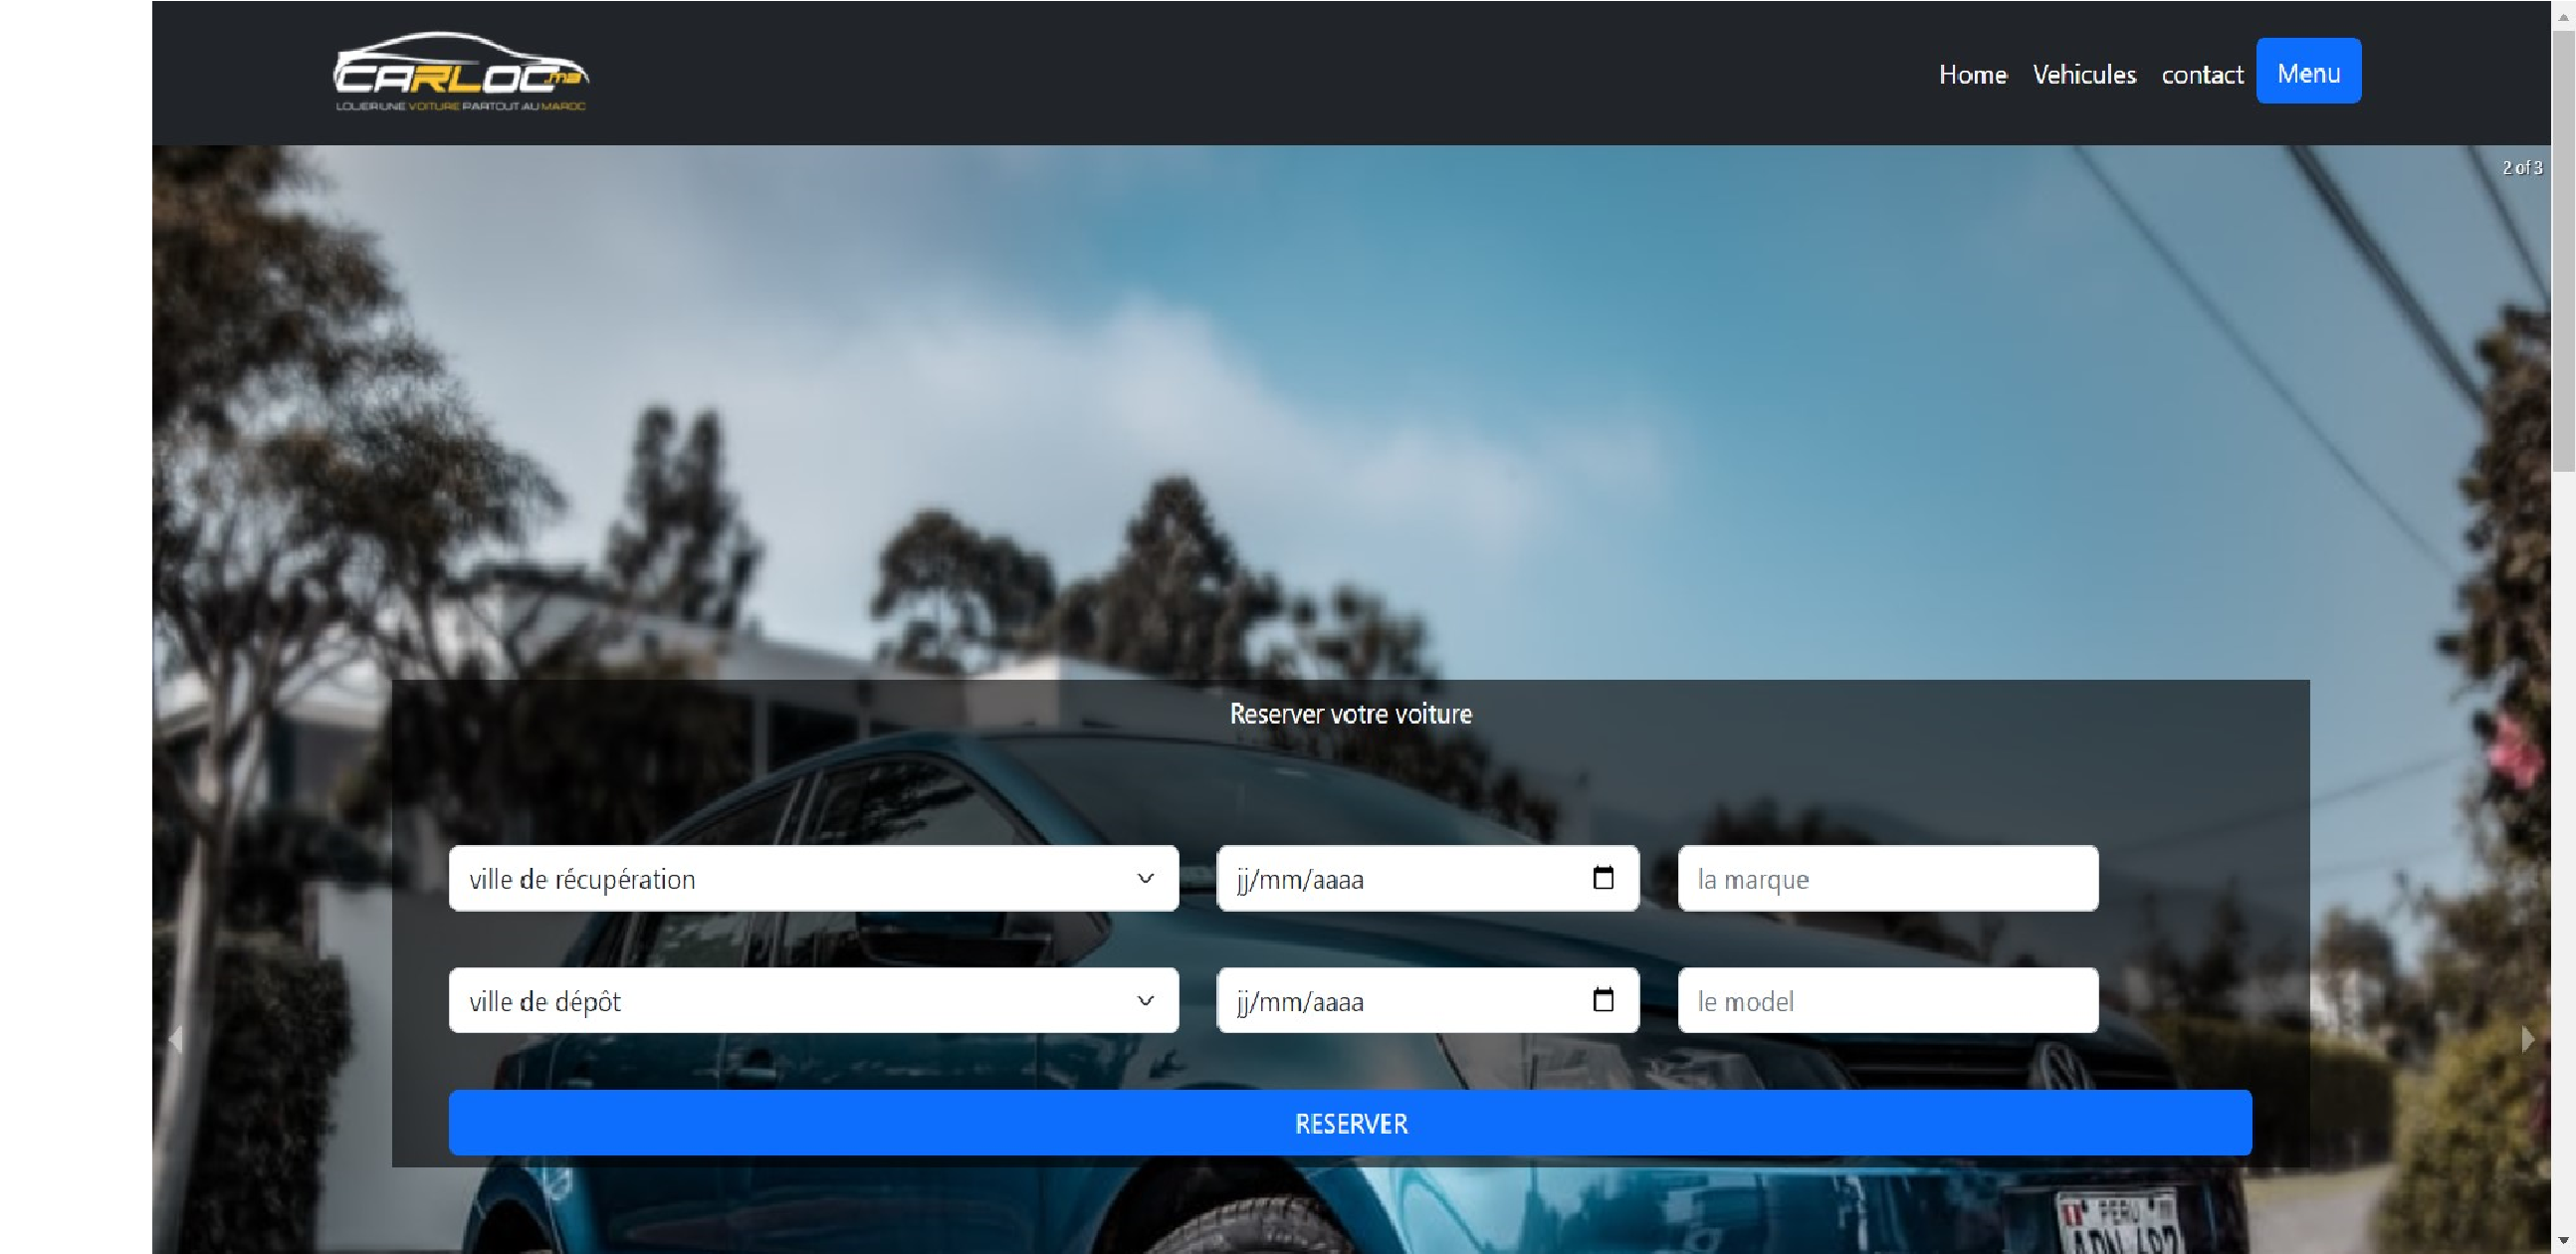 CARLOC.ma
LOUER UNE VOITURE PARTOUT AU MAROC
Home Vehicules contact Menu
2 of 3
Reserver votre voiture
ville de récupération jj/mm/aaaa la marque
ville de dépôt jj/mm/aaaa le model
RESERVER
PERU